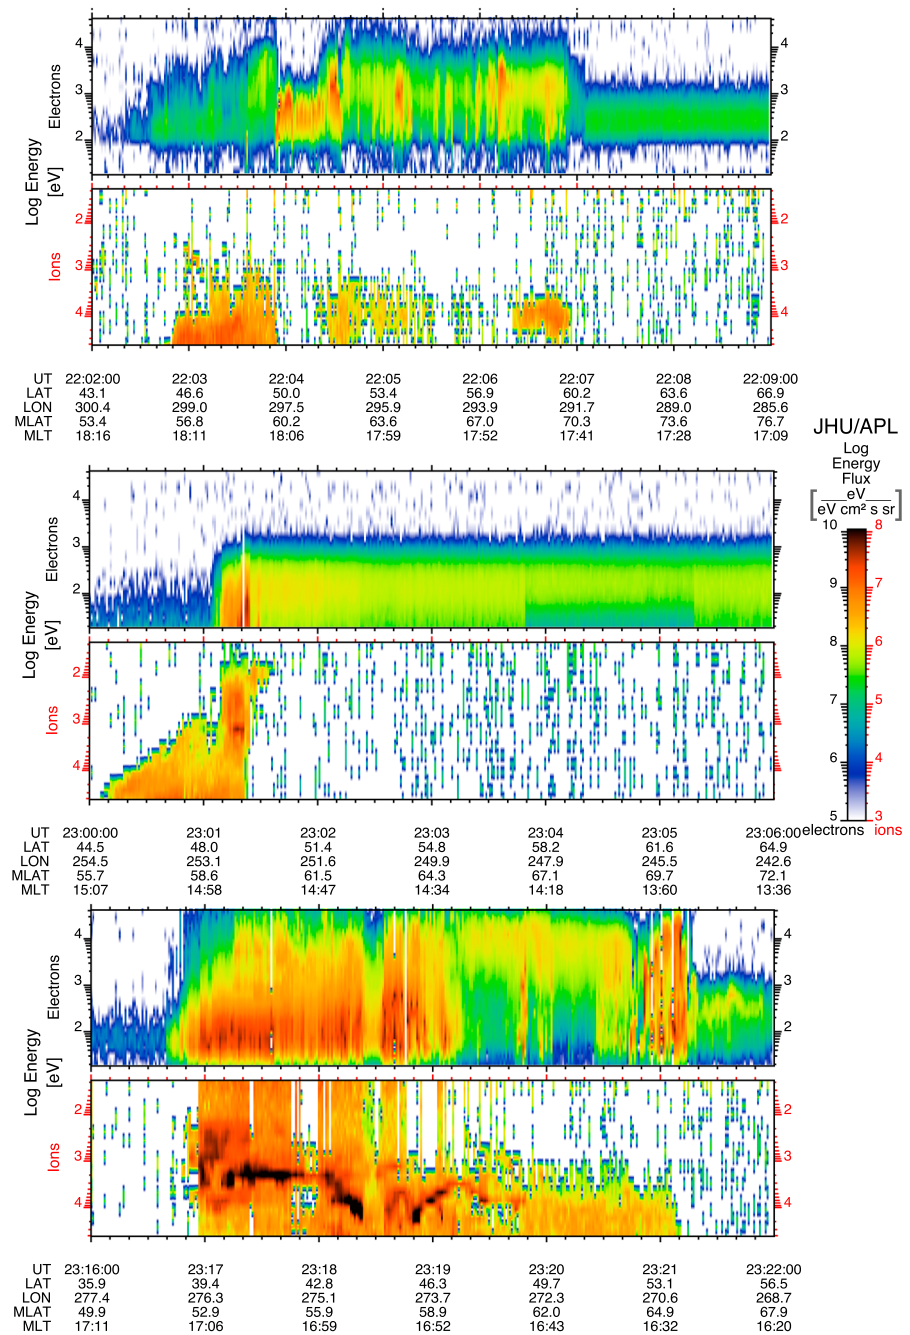 4
3
2
Electrons
Log Energy
[eV]
2
3
4
Ions
4
3
2
2
3
4
UT 22:02:00 22:03 22:04 22:05 22:06 22:07 22:08 22:09:00
LAT 43.1 46.6 50.0 53.4 56.9 60.2 63.6 66.9
LON 300.4 299.0 297.5 295.9 293.9 291.7 289.0 285.6
MLAT 53.4 56.8 60.2 63.6 67.0 70.3 73.6 76.7
MLT 18:16 18:11 18:06 17:59 17:52 17:41 17:28 17:09
JHU/APL
Log
Energy
Flux
[ eV ]
eV cm² s sr
10 8
9 7
8 6
7 5
6 4
5 3
electrons ions
4
3
2
Electrons
Log Energy
[eV]
2
3
4
Ions
4
3
2
2
3
4
UT 23:00:00 23:01 23:02 23:03 23:04 23:05 23:06:00
LAT 44.5 48.0 51.4 54.8 58.2 61.6 64.9
LON 254.5 253.1 251.6 249.9 247.9 245.5 242.6
MLAT 55.7 58.6 61.5 64.3 67.1 69.7 72.1
MLT 15:07 14:58 14:47 14:34 14:18 13:60 13:36
4
3
2
Electrons
Log Energy
[eV]
2
3
4
Ions
4
3
2
2
3
4
UT 23:16:00 23:17 23:18 23:19 23:20 23:21 23:22:00
LAT 35.9 39.4 42.8 46.3 49.7 53.1 56.5
LON 277.4 276.3 275.1 273.7 272.3 270.6 268.7
MLAT 49.9 52.9 55.9 58.9 62.0 64.9 67.9
MLT 17:11 17:06 16:59 16:52 16:43 16:32 16:20